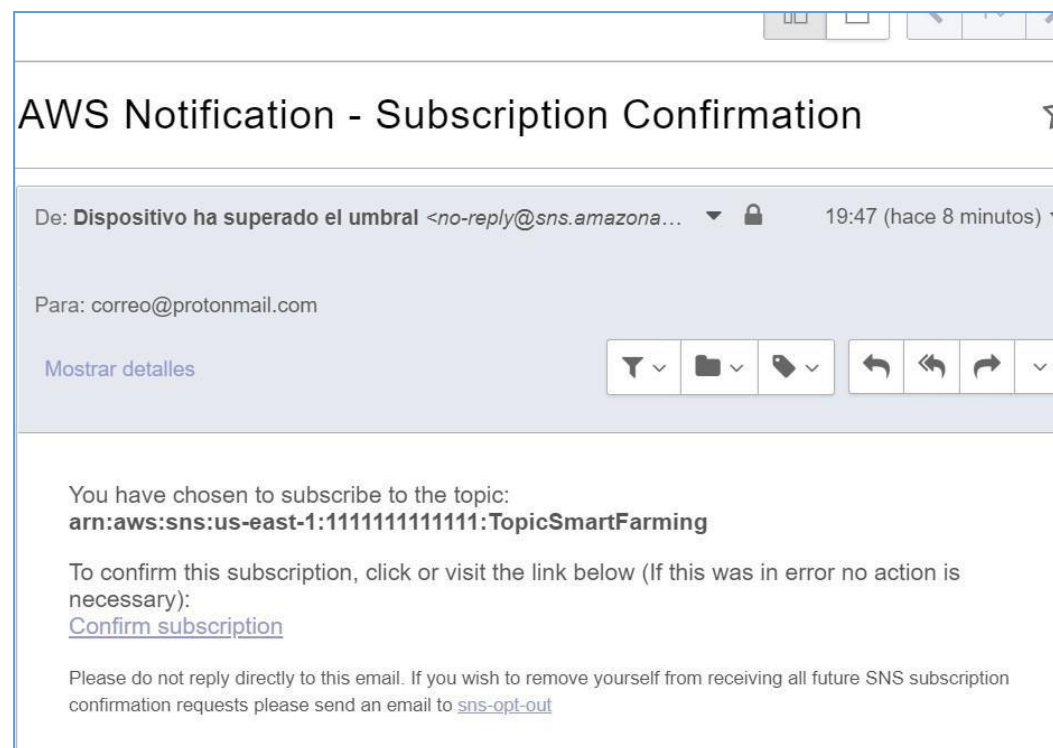 AWS Notification - Subscription Confirmation
De: Dispositivo ha superado el umbral <no-reply@sns.amazona... 19:47 (hace 8 minutos)
Para: correo@protonmail.com
Mostrar detalles
You have chosen to subscribe to the topic:
arn:aws:sns:us-east-1:1111111111111:TopicSmartFarming
To confirm this subscription, click or visit the link below (If this was in error no action is
necessary):
Confirm subscription
Please do not reply directly to this email. If you wish to remove yourself from receiving all future SNS subscription
confirmation requests please send an email to sns-opt-out